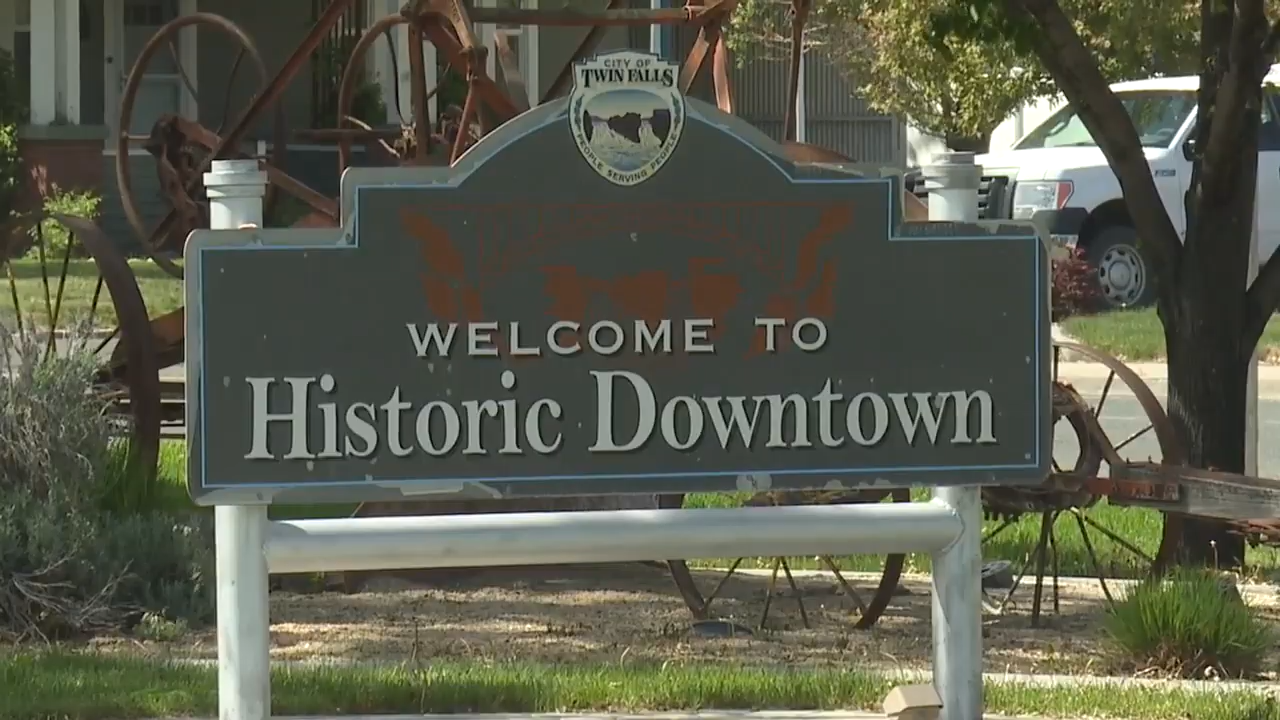 CITY OF
TWIN FALLS
PEOPLE SERVING PEOPLE
WELCOME TO
Historic Downtown